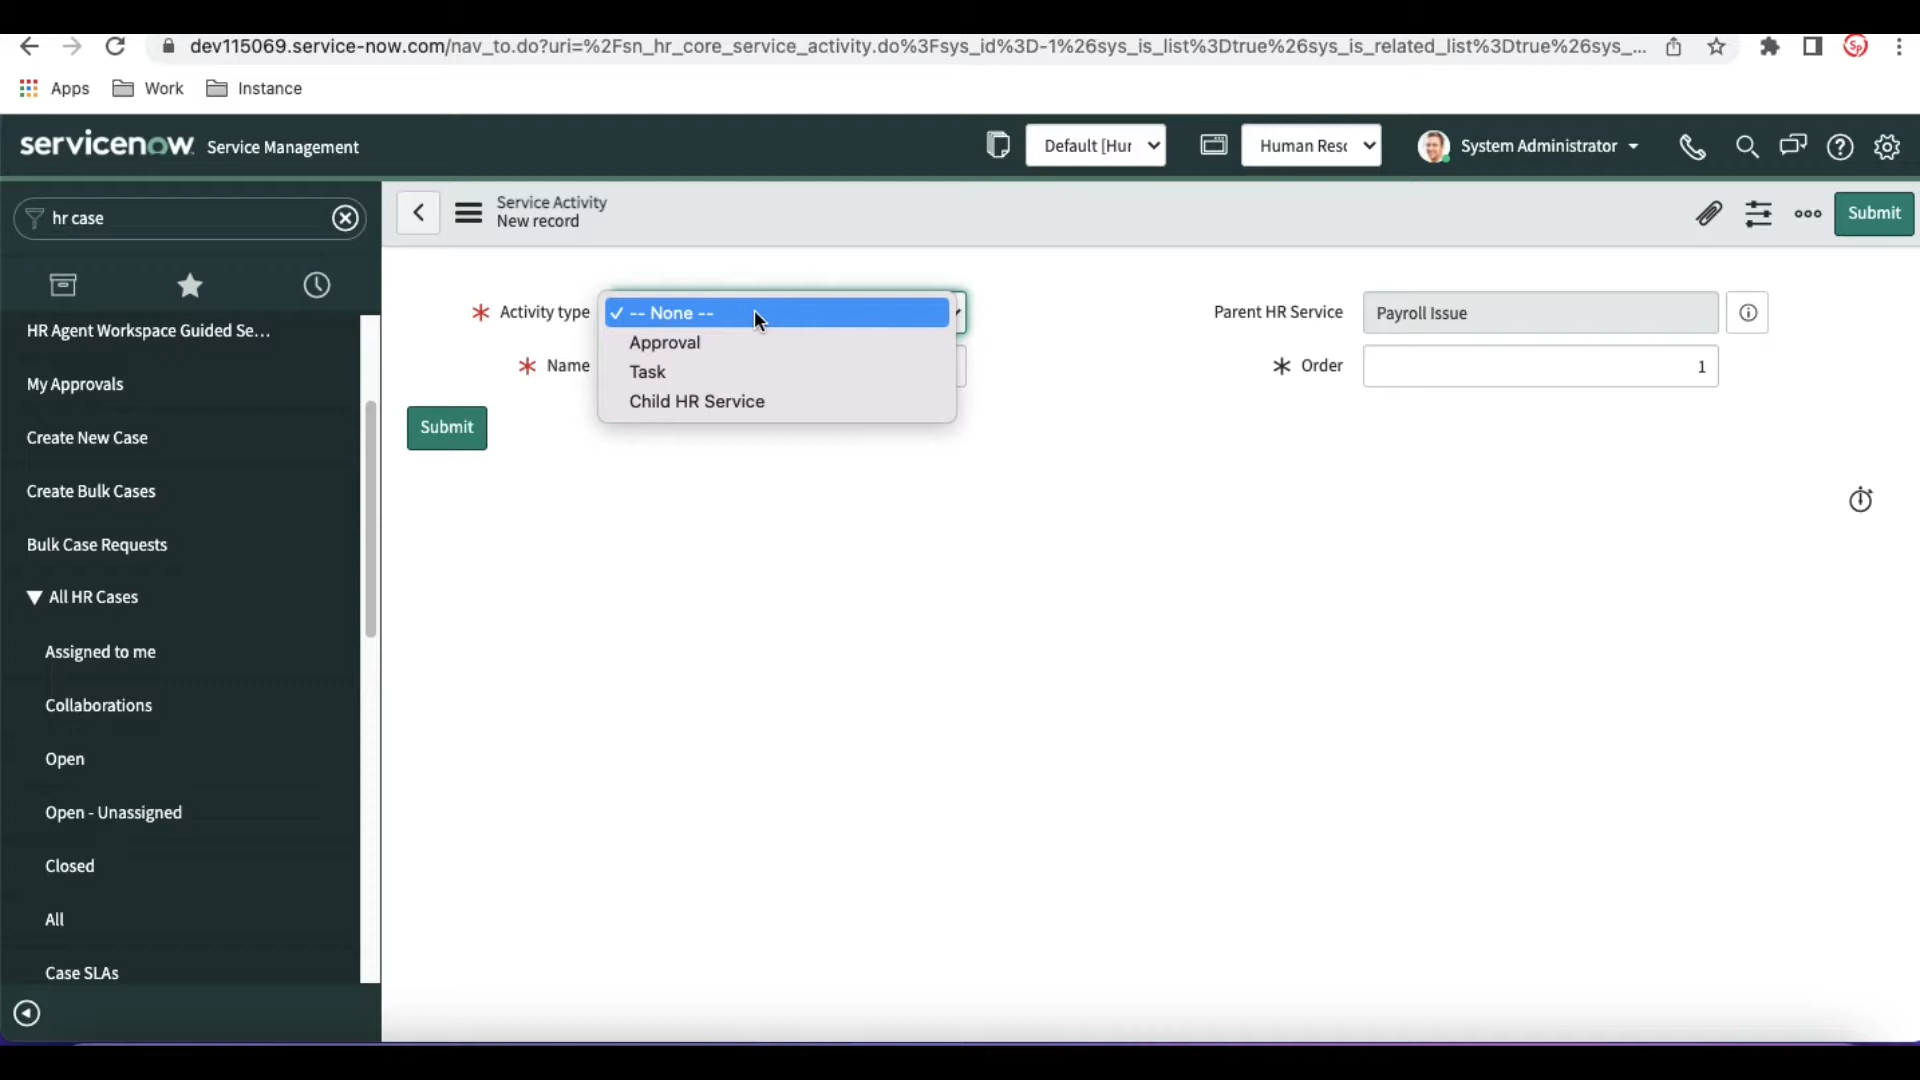 dev115069.service-now.com/nav_to.do?uri=%2Fsn_hr_core_service_activity.do%3Fsys_id%3D-1%26sys_is_list%3Dtrue%26sys_is_related_list%3Dtrue%26sys_...
Sp
Apps Work Instance
servicenow Service Management
Default [Hur
Human Resc
System Administrator
hr case
Service Activity
New record
Submit
HR Agent Workspace Guided Se...
My Approvals
Create New Case
Create Bulk Cases
Bulk Case Requests
All HR Cases
Assigned to me
Collaborations
Open
Open - Unassigned
Closed
All
Case SLAs
Activity type
✓ -- None --
Approval
Task
Child HR Service
Name
Submit
Parent HR Service Payroll Issue
Order 1